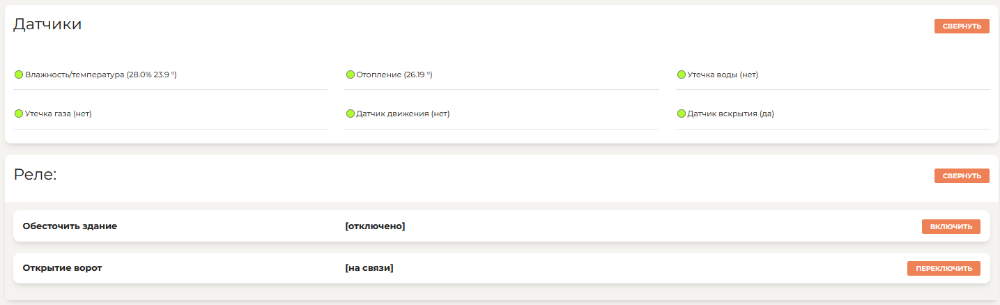 Датчики
СВЕРНУТЬ
Влажность/температура (28.0% 23.9 °)
Отопление (26.19 °)
Утечка воды (нет)
Утечка газа (нет)
Датчик движения (нет)
Датчик вскрытия (да)
Реле:
СВЕРНУТЬ
Обесточить здание
[отключено]
ВКЛЮЧИТЬ
Открытие ворот
[на связи]
ПЕРЕКЛЮЧИТЬ